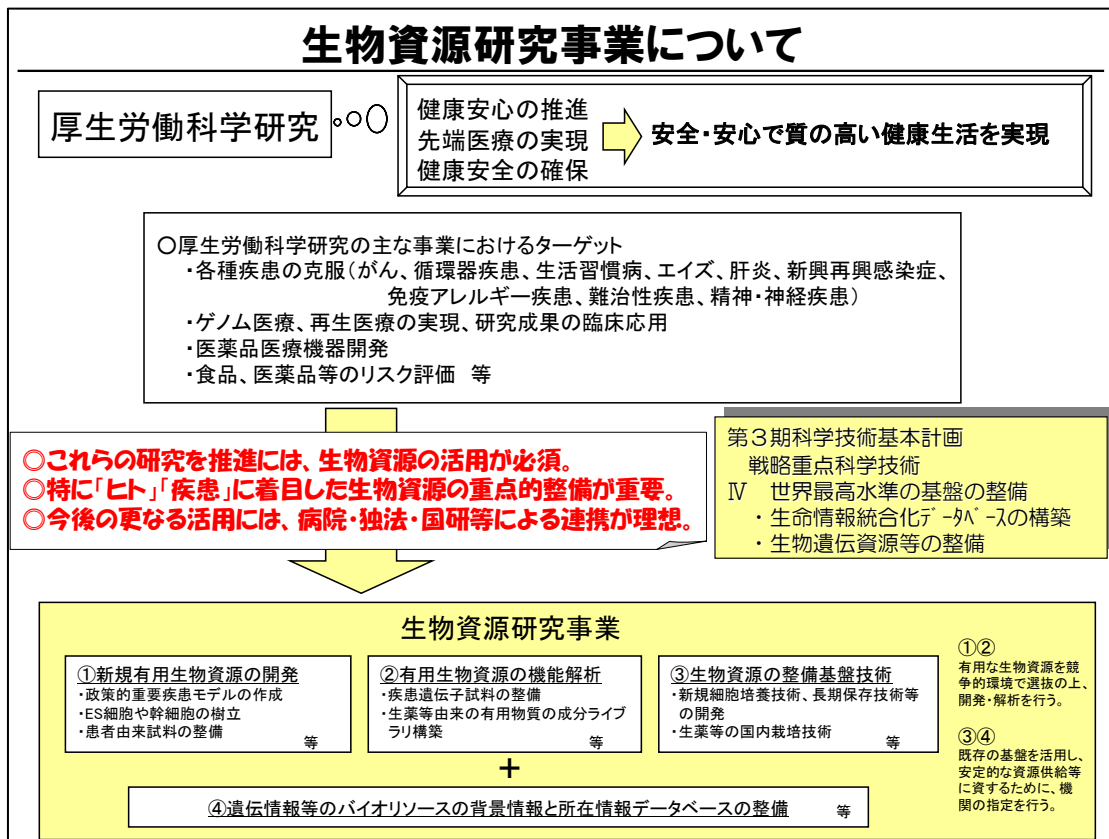 生物資源研究事業について
厚生労働科学研究
健康安心の推進
先端医療の実現
健康安全の確保
安全・安心で質の高い健康生活を実現
○厚生労働科学研究の主な事業におけるターゲット
・各種疾患の克服(がん、循環器疾患、生活習慣病、エイズ、肝炎、新興再興感染症、
免疫アレルギー疾患、難治性疾患、精神・神経疾患)
・ゲノム医療、再生医療の実現、研究成果の臨床応用
・医薬品医療機器開発
・食品、医薬品等のリスク評価 等
○これらの研究を推進には、生物資源の活用が必須。
○特に「ヒト」「疾患」に着目した生物資源の重点的整備が重要。
○今後の更なる活用には、病院・独法・国研等による連携が理想。
第3期科学技術基本計画
戦略重点科学技術
Ⅳ 世界最高水準の基盤の整備
・生命情報統合化データベースの構築
・生物遺伝資源等の整備
生物資源研究事業
①新規有用生物資源の開発
・政策的重要疾患モデルの作成
・ES細胞や幹細胞の樹立
・患者由来試料の整備
等
②有用生物資源の機能解析
・疾患遺伝子試料の整備
・生薬等由来の有用物質の成分ライブ
ラリ構築
等
③生物資源の整備基盤技術
・新規細胞培養技術、長期保存技術等
の開発
・生薬等の国内栽培技術
等
+
④遺伝情報等のバイオリソースの背景情報と所在情報データベースの整備 等
①②
有用な生物資源を競
争的環境で選抜の上、
開発・解析を行う。
③④
既存の基盤を活用し、
安定的な資源供給等
に資するために、機
関の指定を行う。